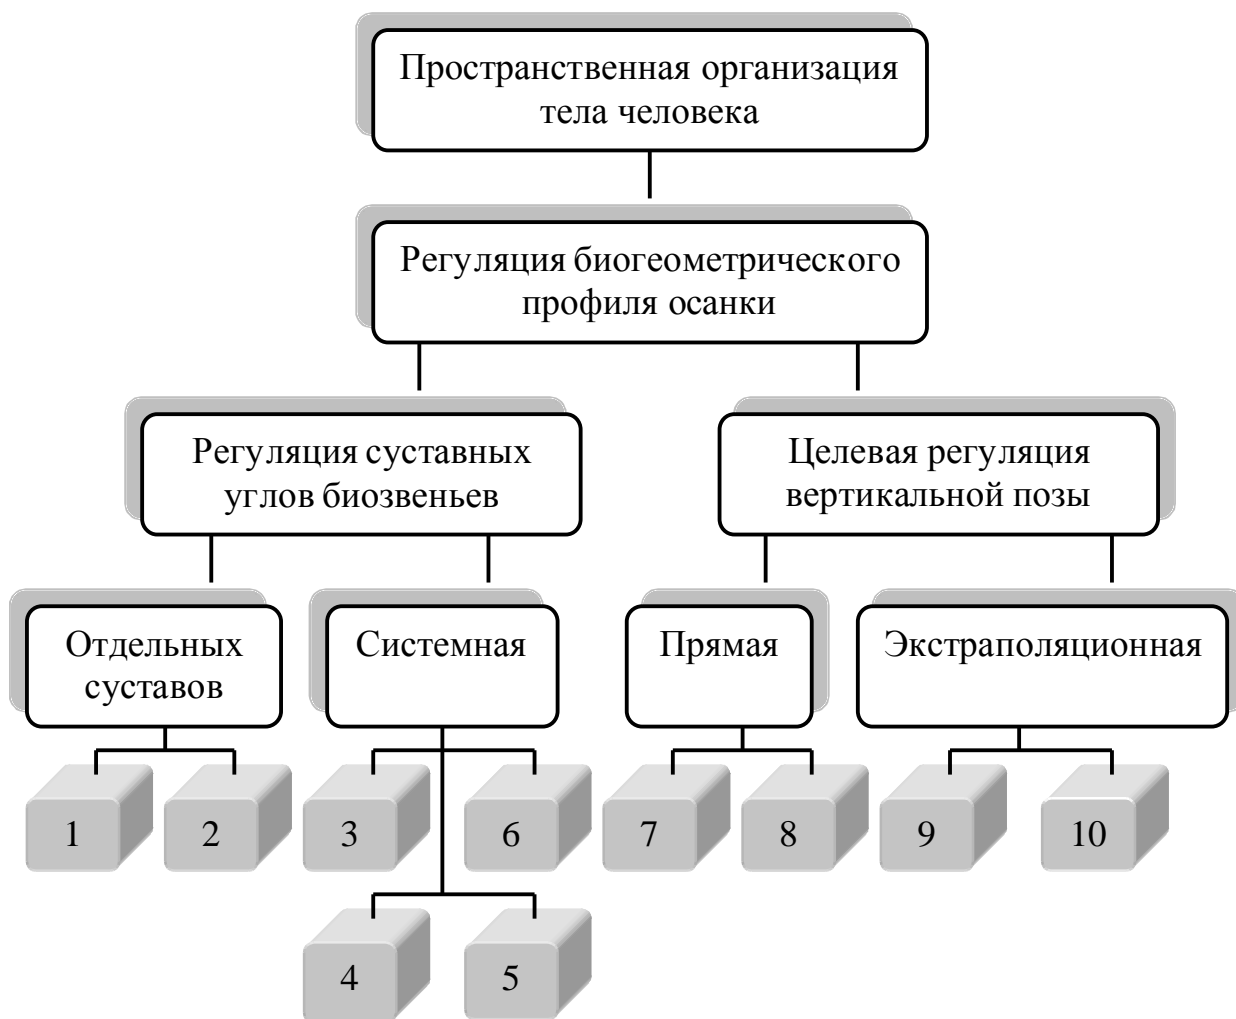 Пространственная организация
тела человека
Регуляция биогеометрического
профиля осанки
Регуляция суставных
углов биозвеньев
Целевая регуляция
вертикальной позы
Отдельных
суставов
Системная
Прямая
Экстраполяционная
1
2
3
6
7
8
9
10
4
5